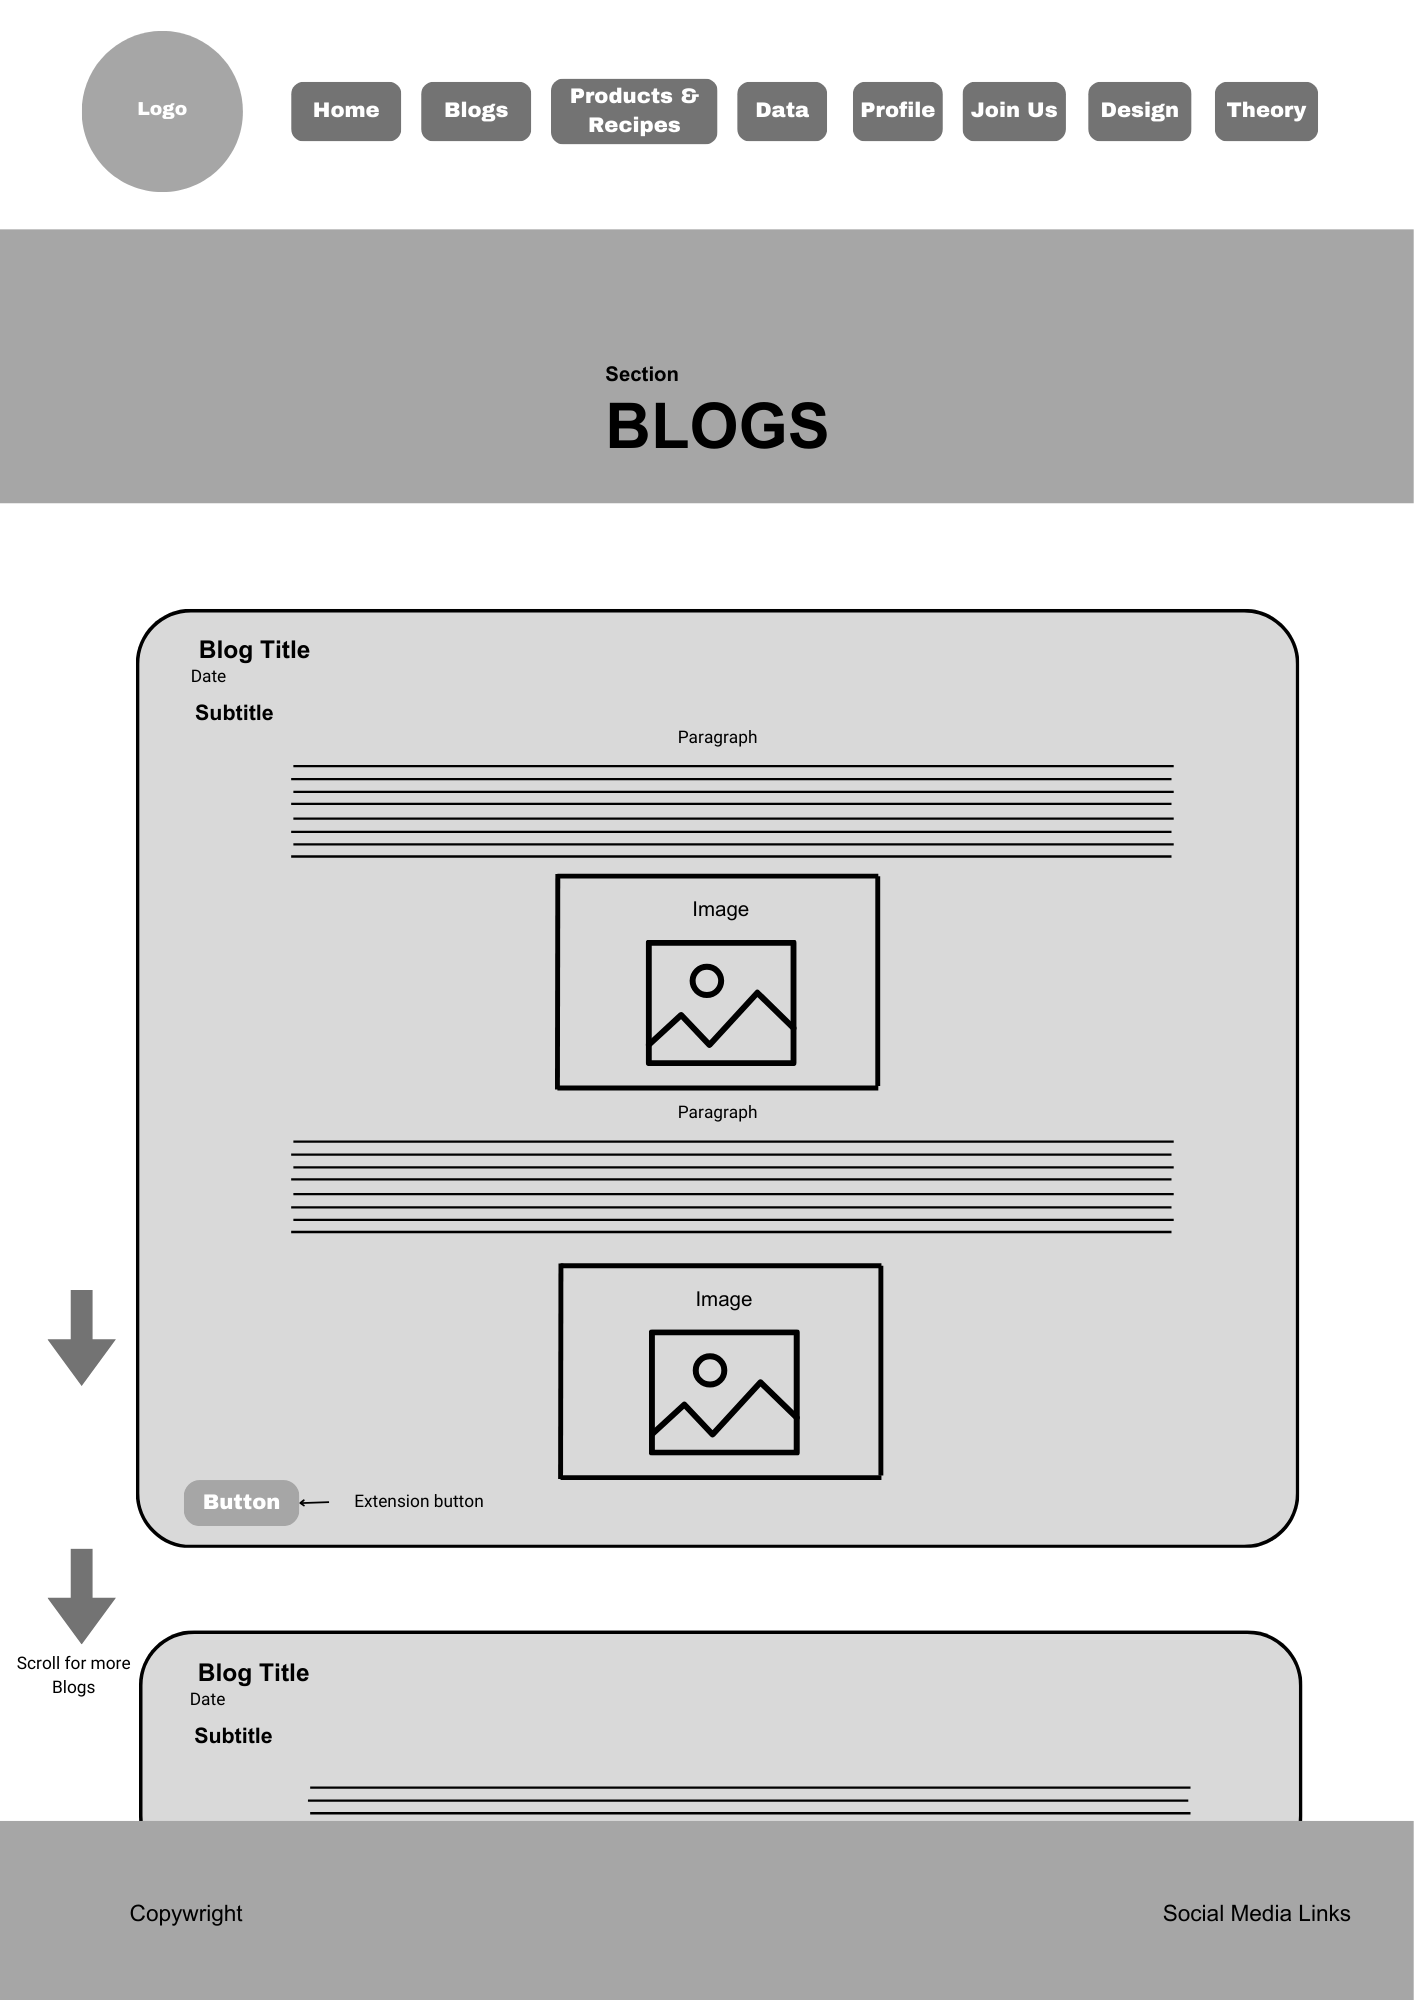 Logo
Home
Blogs
Products &
Recipes
Data
Profile
Join Us
Design
Theory
Section
BLOGS
Blog Title
Date
Subtitle
Paragraph
Image
Paragraph
Image
Button
Extension button
Scroll for more
Blogs
Blog Title
Date
Subtitle
Copywright
Social Media Links